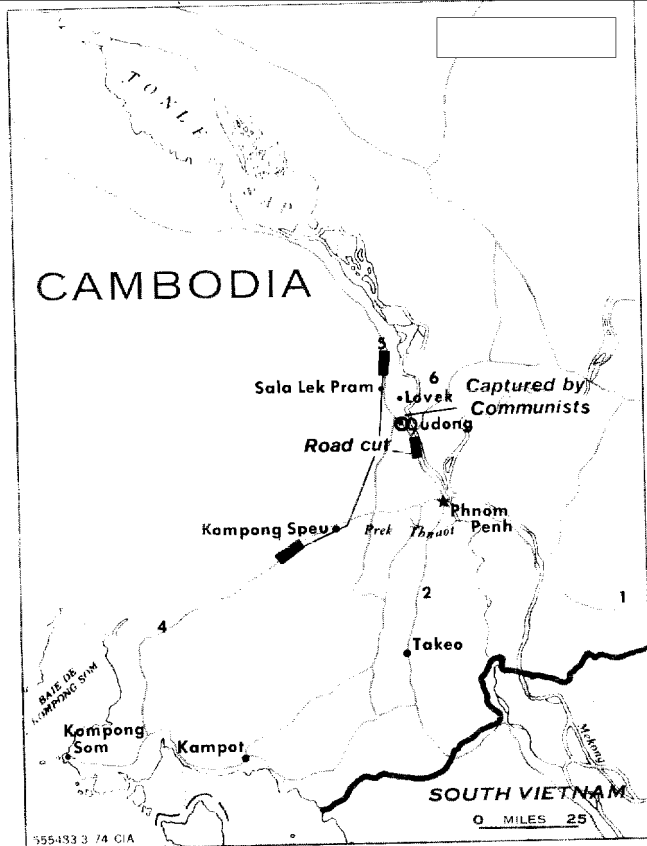 TONLE
SAP
CAMBODIA
5
Sala Lek Pram
6
Lovek
Captured by
Communists
Oudong
Road cut
Phnom
Penh
Kompong Speu
Prek Thnaot
2
1
4
Takeo
BAIE DE
KOMPONG SOM
Kompong
Som
Kampot
Mekong
SOUTH VIETNAM
0 MILES 25
555433 3 74 CIA